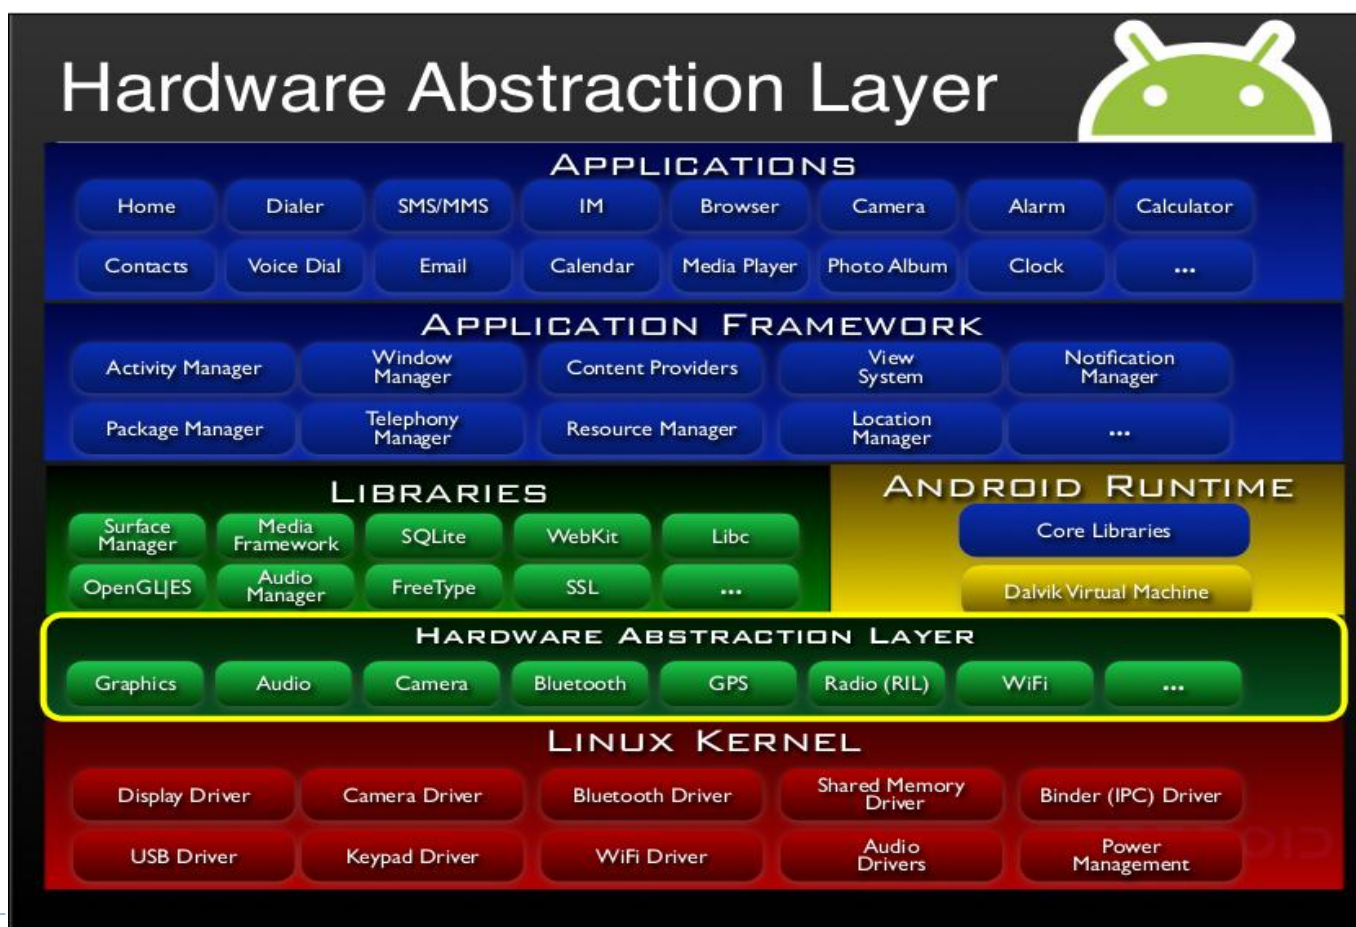 Hardware Abstraction Layer
APPLICATIONS
Home Dialer SMS/MMS IM Browser Camera Alarm Calculator
Contacts Voice Dial Email Calendar Media Player Photo Album Clock ...
APPLICATION FRAMEWORK
Activity Manager Window Manager Content Providers View System Notification Manager
Package Manager Telephony Manager Resource Manager Location Manager ...
LIBRARIES
Surface Manager Media Framework SQLite WebKit Libc
OpenGL|ES Audio Manager FreeType SSL ...
ANDROID RUNTIME
Core Libraries
Dalvik Virtual Machine
HARDWARE ABSTRACTION LAYER
Graphics Audio Camera Bluetooth GPS Radio (RIL) WiFi ...
LINUX KERNEL
Display Driver Camera Driver Bluetooth Driver Shared Memory Driver Binder (IPC) Driver
USB Driver Keypad Driver WiFi Driver Audio Drivers Power Management